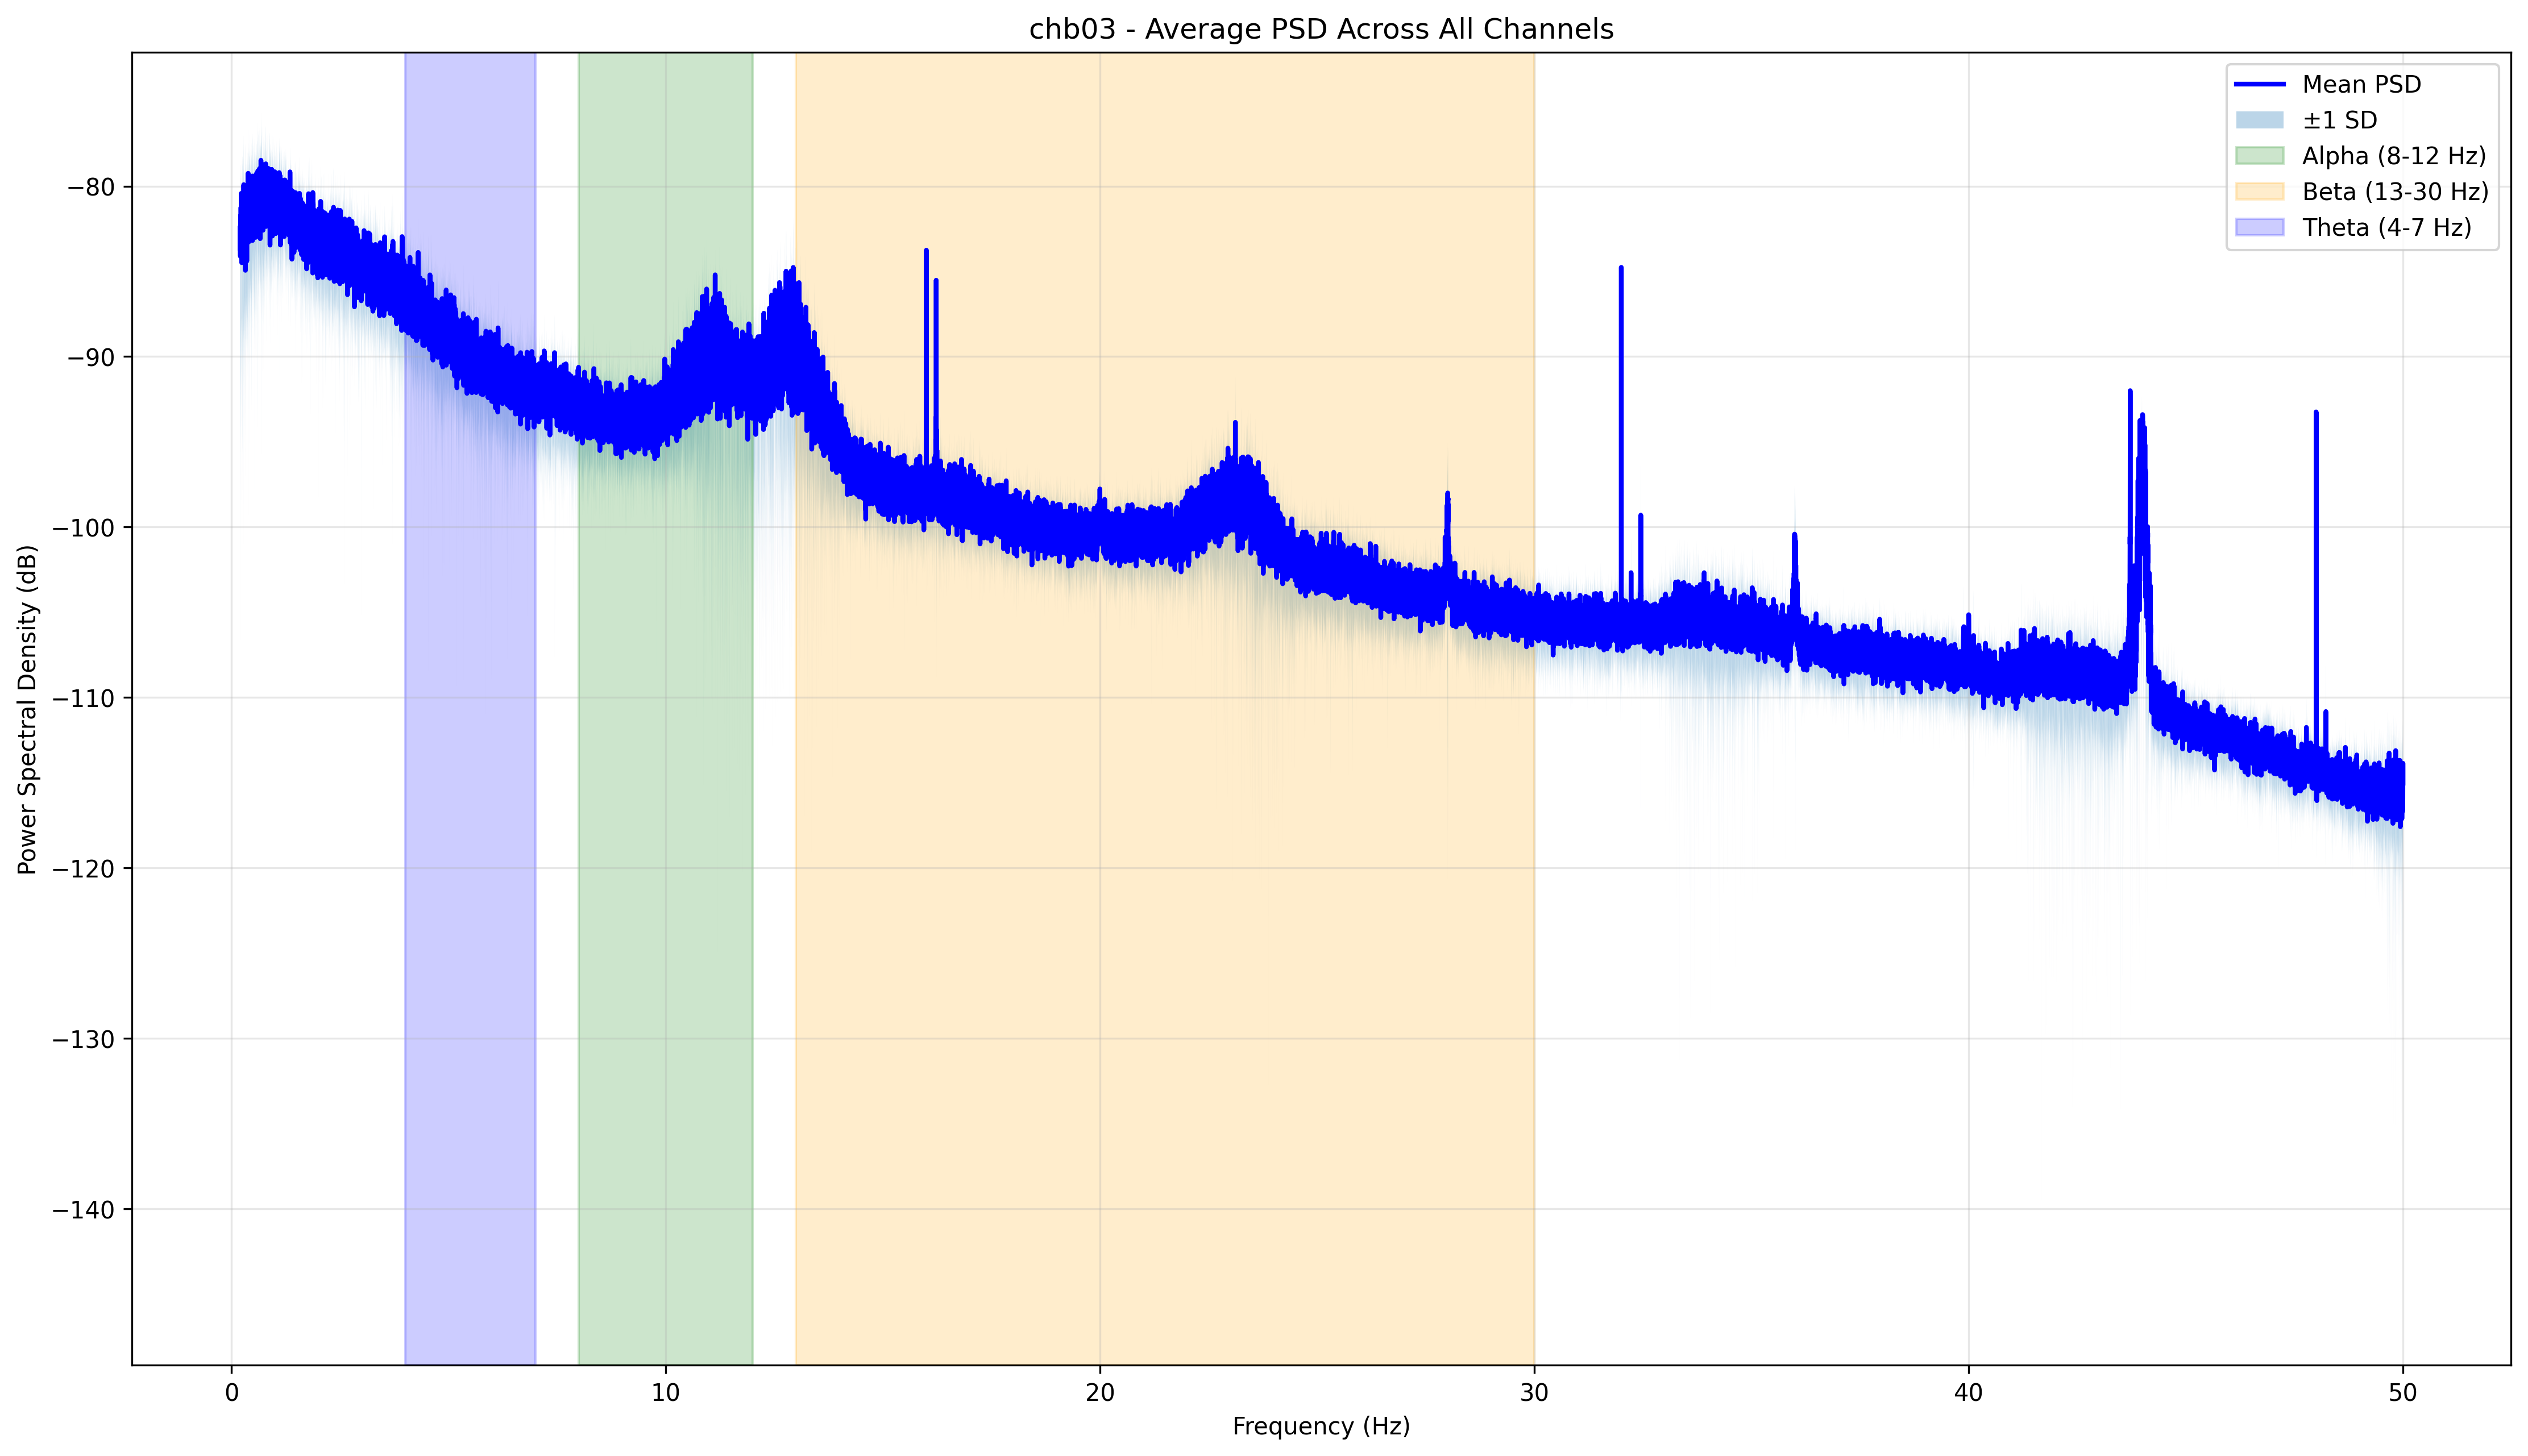 chb03 - Average PSD Across All Channels
Mean PSD
±1 SD
Alpha (8-12 Hz)
Beta (13-30 Hz)
Theta (4-7 Hz)
Power Spectral Density (dB)
−80
−90
−100
−110
−120
−130
−140
0
10
20
30
40
50
Frequency (Hz)